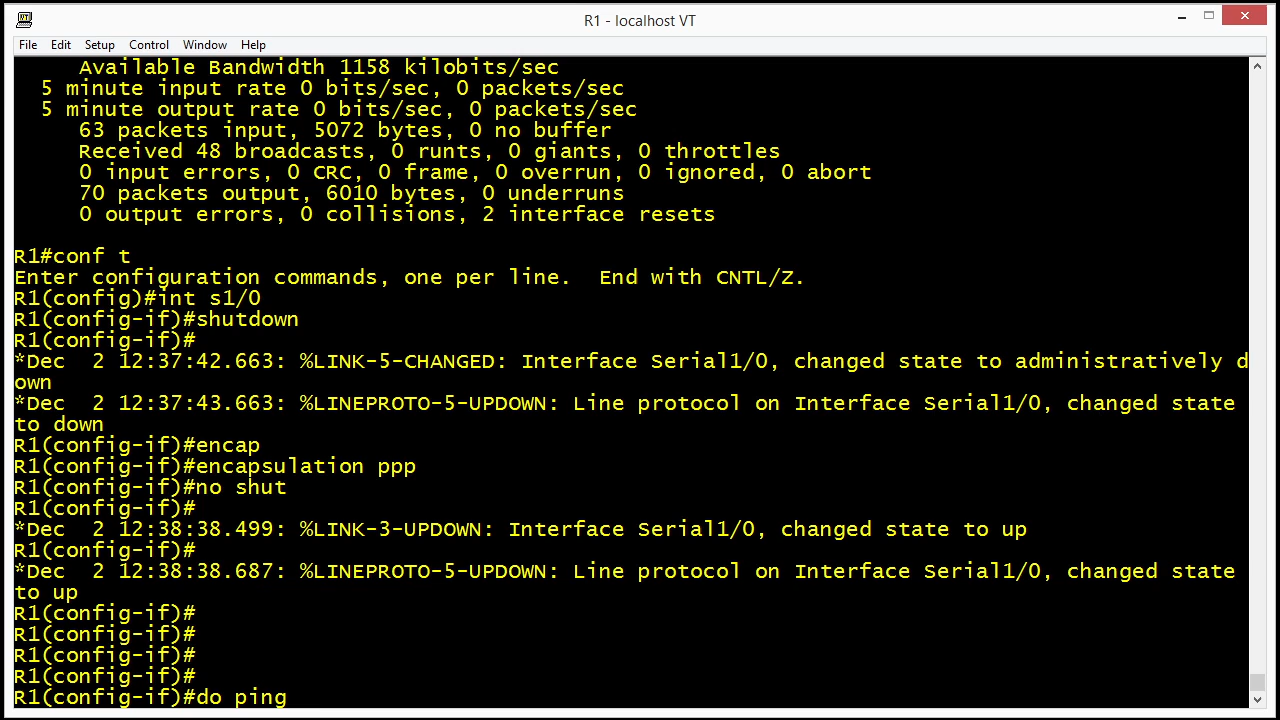 R1 - localhost VT
File Edit Setup Control Window Help
Available Bandwidth 1158 kilobits/sec
5 minute input rate 0 bits/sec, 0 packets/sec
5 minute output rate 0 bits/sec, 0 packets/sec
63 packets input, 5072 bytes, 0 no buffer
Received 48 broadcasts, 0 runts, 0 giants, 0 throttles
0 input errors, 0 CRC, 0 frame, 0 overrun, 0 ignored, 0 abort
70 packets output, 6010 bytes, 0 underruns
0 output errors, 0 collisions, 2 interface resets
R1#conf t
Enter configuration commands, one per line.  End with CNTL/Z.
R1(config)#int s1/0
R1(config-if)#shutdown
R1(config-if)#
*Dec  2 12:37:42.663: %LINK-5-CHANGED: Interface Serial1/0, changed state to administratively d
own
*Dec  2 12:37:43.663: %LINEPROTO-5-UPDOWN: Line protocol on Interface Serial1/0, changed state
to down
R1(config-if)#encap
R1(config-if)#encapsulation ppp
R1(config-if)#no shut
R1(config-if)#
*Dec  2 12:38:38.499: %LINK-3-UPDOWN: Interface Serial1/0, changed state to up
R1(config-if)#
*Dec  2 12:38:38.687: %LINEPROTO-5-UPDOWN: Line protocol on Interface Serial1/0, changed state
to up
R1(config-if)#
R1(config-if)#
R1(config-if)#
R1(config-if)#
R1(config-if)#do ping